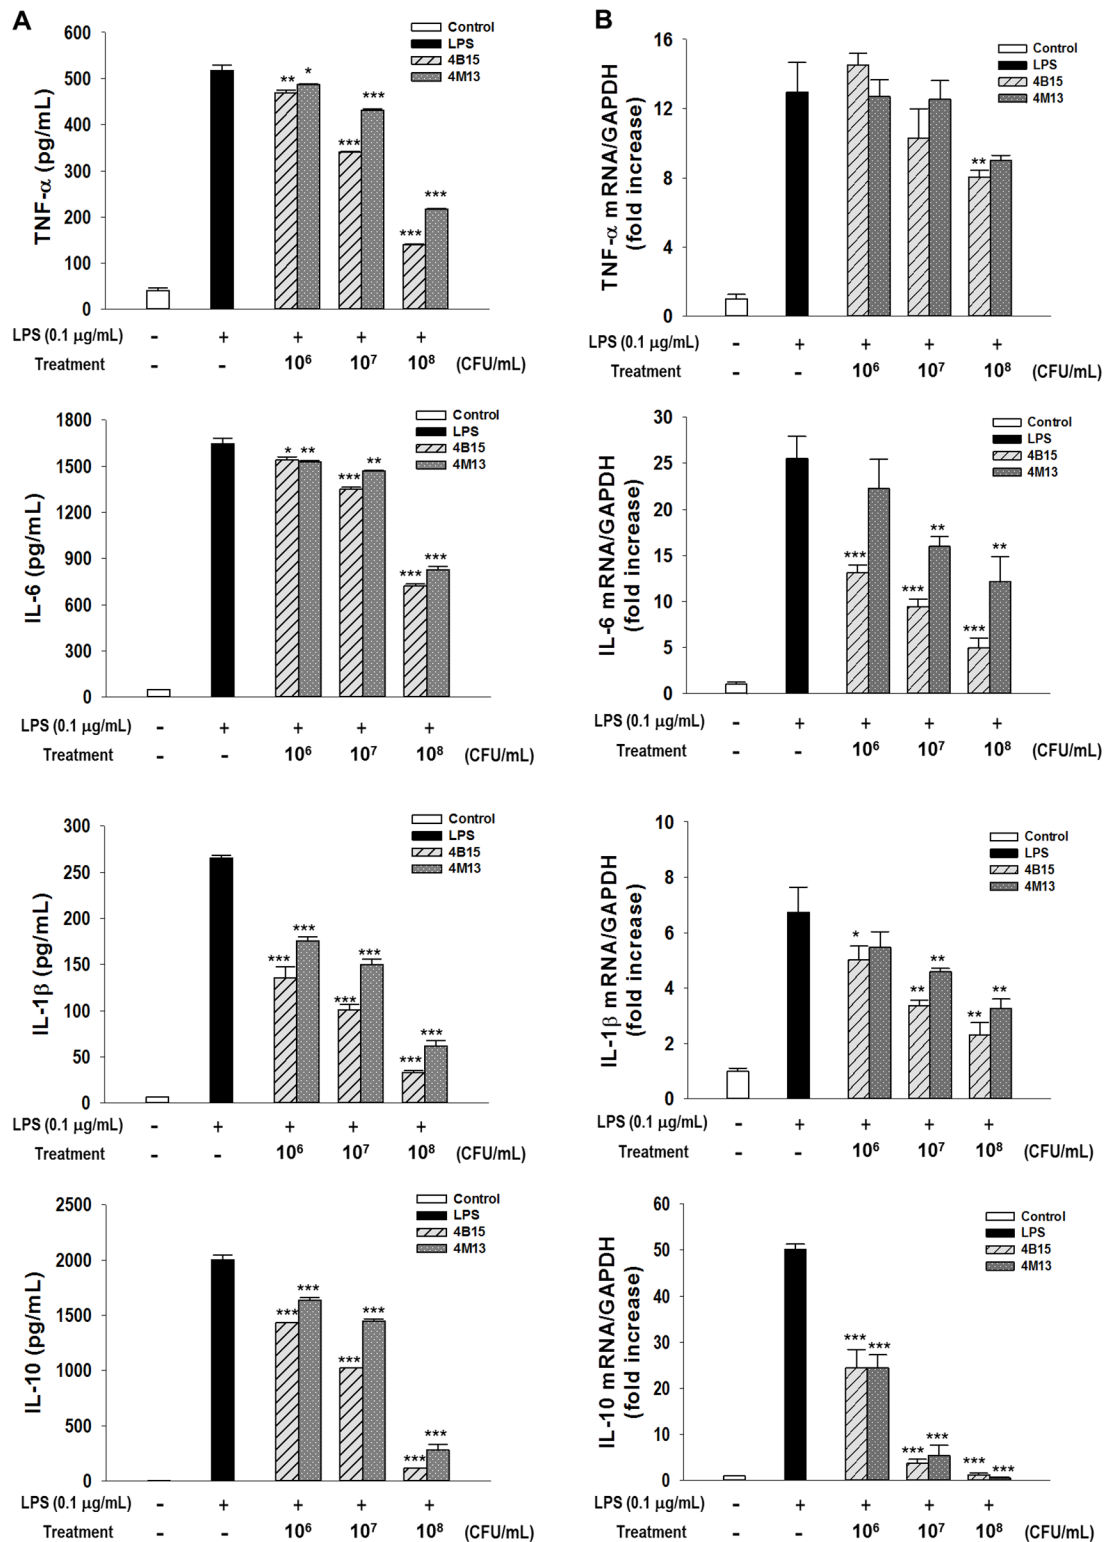 A
TNF-α (pg/mL)
600
500
400
300
200
100
0
Control
LPS
4B15
4M13
** *
*** ***
*** ***
LPS (0.1 µg/mL) - + + + +
Treatment - - 10⁶ 10⁷ 10⁸ (CFU/mL)
IL-6 (pg/mL)
1800
1500
1200
900
600
300
0
Control
LPS
4B15
4M13
* **
*** **
*** ***
LPS (0.1 µg/mL) - + + + +
Treatment - - 10⁶ 10⁷ 10⁸ (CFU/mL)
IL-1β (pg/mL)
300
250
200
150
100
50
0
Control
LPS
4B15
4M13
*** ***
*** ***
*** ***
LPS (0.1 µg/mL) - + + + +
Treatment - - 10⁶ 10⁷ 10⁸ (CFU/mL)
IL-10 (pg/mL)
2500
2000
1500
1000
500
0
Control
LPS
4B15
4M13
*** ***
*** ***
*** ***
LPS (0.1 µg/mL) - + + + +
Treatment - - 10⁶ 10⁷ 10⁸ (CFU/mL)
B
TNF-α mRNA/GAPDH
(fold increase)
16
12
8
4
0
Control
LPS
4B15
4M13
**
LPS (0.1 µg/mL) - + + + +
Treatment - - 10⁶ 10⁷ 10⁸ (CFU/mL)
IL-6 mRNA/GAPDH
(fold increase)
30
25
20
15
10
5
0
Control
LPS
4B15
4M13
***
*** **
*** **
LPS (0.1 µg/mL) - + + + +
Treatment - - 10⁶ 10⁷ 10⁸ (CFU/mL)
IL-1β mRNA/GAPDH
(fold increase)
10
8
6
4
2
0
Control
LPS
4B15
4M13
*
** **
** **
LPS (0.1 µg/mL) - + + + +
Treatment - - 10⁶ 10⁷ 10⁸ (CFU/mL)
IL-10 mRNA/GAPDH
(fold increase)
60
50
40
30
20
10
0
Control
LPS
4B15
4M13
*** ***
*** ***
*** ***
LPS (0.1 µg/mL) - + + + +
Treatment - - 10⁶ 10⁷ 10⁸ (CFU/mL)